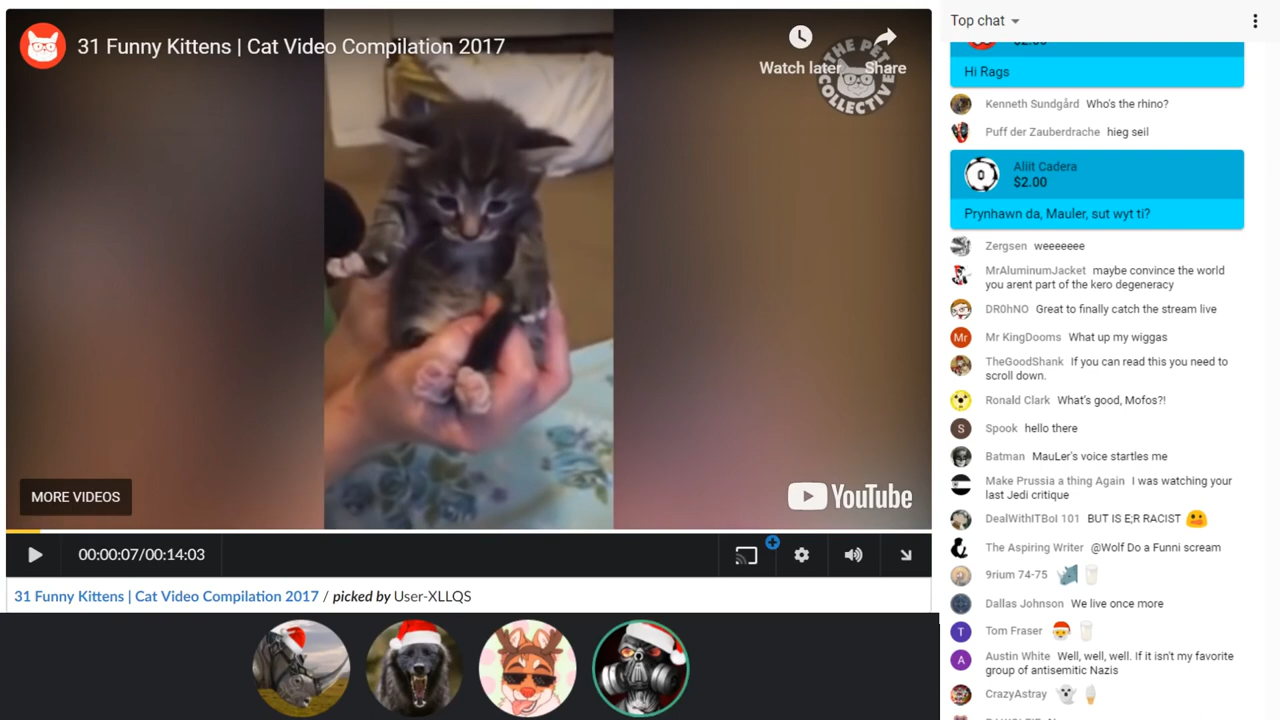 31 Funny Kittens | Cat Video Compilation 2017
Watch later
Share
THE PET
COLLECTIVE
MORE VIDEOS
YouTube
00:00:07/00:14:03
31 Funny Kittens | Cat Video Compilation 2017 / picked by User-XLLQS
Top chat
$2.00
Hi Rags
Kenneth Sundgård Who's the rhino?
Puff der Zauberdrache hieg seil
Aliit Cadera
$2.00
Prynhawn da, Mauler, sut wyt ti?
Zergsen weeeeeee
MrAluminumJacket maybe convince the world
you arent part of the kero degeneracy
DR0hNO Great to finally catch the stream live
Mr
Mr KingDooms What up my wiggas
TheGoodShank If you can read this you need to
scroll down.
Ronald Clark What's good, Mofos?!
S
Spook hello there
Batman MauLer's voice startles me
Make Prussia a thing Again I was watching your
last Jedi critique
DealWithITBoI 101 BUT IS E;R RACIST
The Aspiring Writer @Wolf Do a Funni scream
9rium 74-75
Dallas Johnson We live once more
T
Tom Fraser
A
Austin White Well, well, well. If it isn't my favorite
group of antisemitic Nazis
CrazyAstray